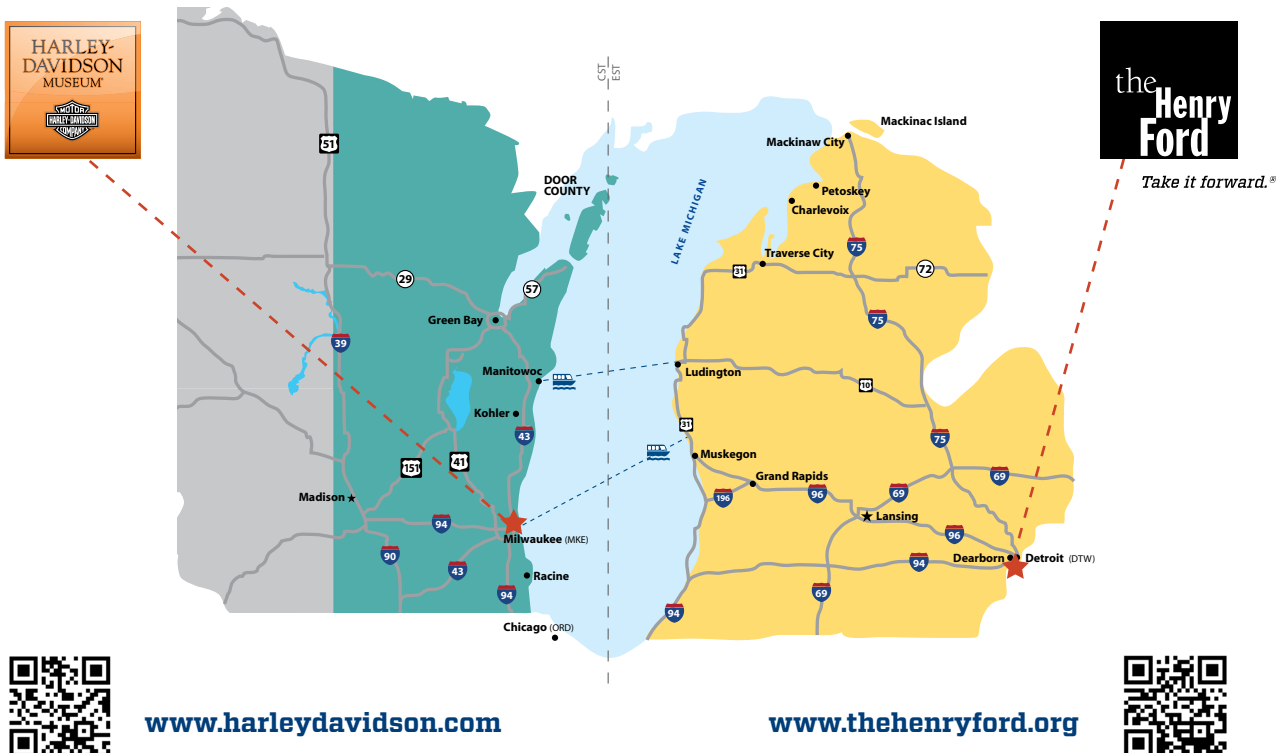 HARLEY-
DAVIDSON
MUSEUM®
MOTOR
HARLEY-DAVIDSON
COMPANY
the
Henry
Ford
Take it forward.®
CST
EST
LAKE MICHIGAN
DOOR
COUNTY
Mackinac Island
Mackinaw City
Petoskey
Charlevoix
Traverse City
51
75
31
72
29
57
75
Green Bay
39
Manitowoc
Ludington
10
Kohler
43
31
75
151
41
Muskegon
Grand Rapids
69
Madison
196
96
69
94
Lansing
Milwaukee (MKE)
96
90
43
94
Dearborn
Detroit (DTW)
Racine
94
69
94
Chicago (ORD)
www.harleydavidson.com
www.thehenryford.org